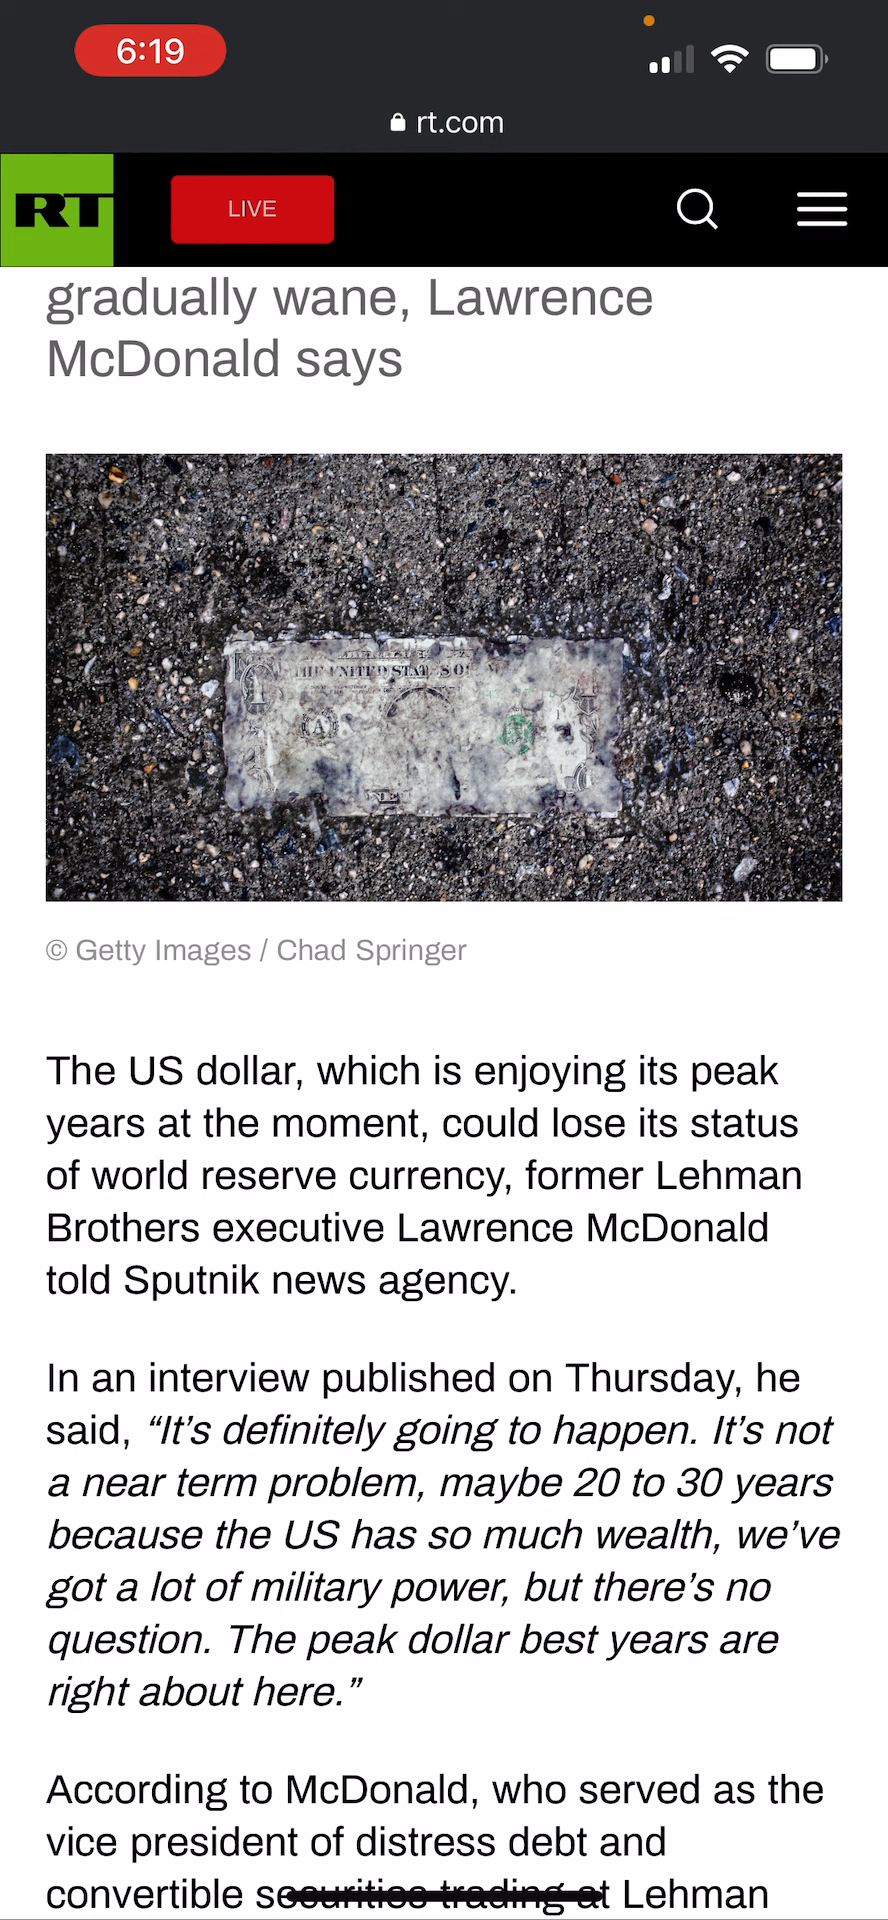 6:19
rt.com
RT
LIVE
gradually wane, Lawrence
McDonald says
THE UNITED STATES OF
A
© Getty Images / Chad Springer
The US dollar, which is enjoying its peak
years at the moment, could lose its status
of world reserve currency, former Lehman
Brothers executive Lawrence McDonald
told Sputnik news agency.
In an interview published on Thursday, he
said, “It’s definitely going to happen. It’s not
a near term problem, maybe 20 to 30 years
because the US has so much wealth, we’ve
got a lot of military power, but there’s no
question. The peak dollar best years are
right about here.”
According to McDonald, who served as the
vice president of distress debt and
convertible securities trading at Lehman